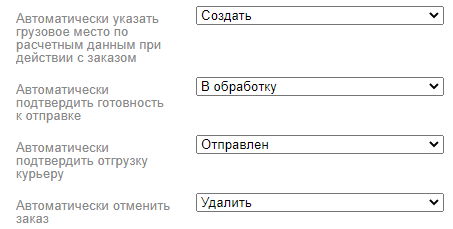 Автоматически указать
грузовое место по
расчетным данным при
действии с заказом
Создать
Автоматически
подтвердить готовность
к отправке
В обработку
Автоматически
подтвердить отгрузку
курьеру
Отправлен
Автоматически отменить
заказ
Удалить